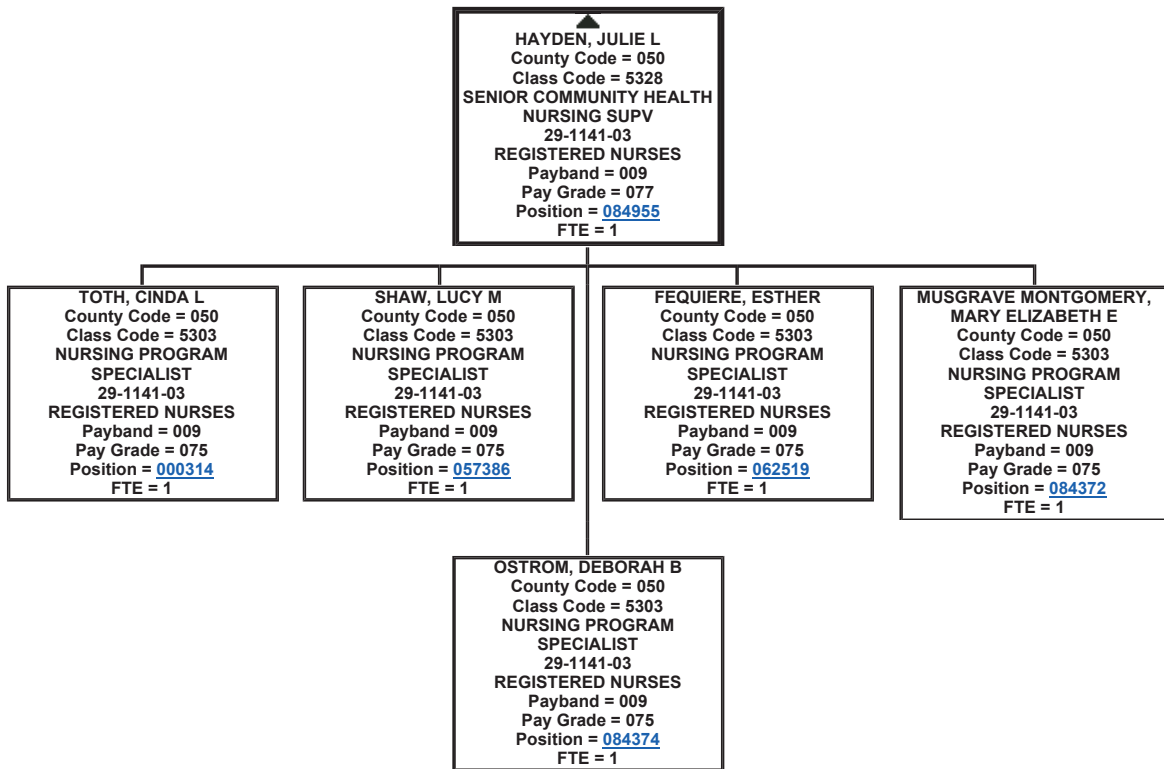 HAYDEN, JULIE L
County Code = 050
Class Code = 5328
SENIOR COMMUNITY HEALTH
NURSING SUPV
29-1141-03
REGISTERED NURSES
Payband = 009
Pay Grade = 077
Position = 084955
FTE = 1
TOTH, CINDA L
County Code = 050
Class Code = 5303
NURSING PROGRAM
SPECIALIST
29-1141-03
REGISTERED NURSES
Payband = 009
Pay Grade = 075
Position = 000314
FTE = 1
SHAW, LUCY M
County Code = 050
Class Code = 5303
NURSING PROGRAM
SPECIALIST
29-1141-03
REGISTERED NURSES
Payband = 009
Pay Grade = 075
Position = 057386
FTE = 1
FEQUIERE, ESTHER
County Code = 050
Class Code = 5303
NURSING PROGRAM
SPECIALIST
29-1141-03
REGISTERED NURSES
Payband = 009
Pay Grade = 075
Position = 062519
FTE = 1
MUSGRAVE MONTGOMERY,
MARY ELIZABETH E
County Code = 050
Class Code = 5303
NURSING PROGRAM
SPECIALIST
29-1141-03
REGISTERED NURSES
Payband = 009
Pay Grade = 075
Position = 084372
FTE = 1
OSTROM, DEBORAH B
County Code = 050
Class Code = 5303
NURSING PROGRAM
SPECIALIST
29-1141-03
REGISTERED NURSES
Payband = 009
Pay Grade = 075
Position = 084374
FTE = 1